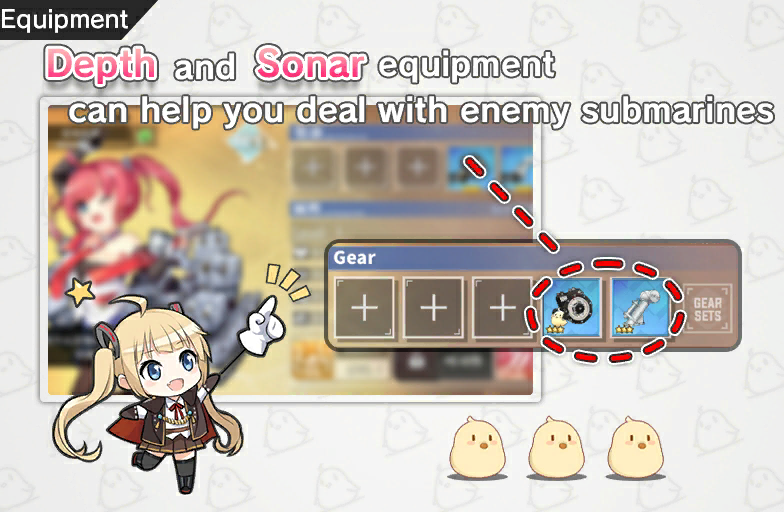 Equipment
Depth and Sonar equipment
can help you deal with enemy submarines
Gear
GEAR
SETS